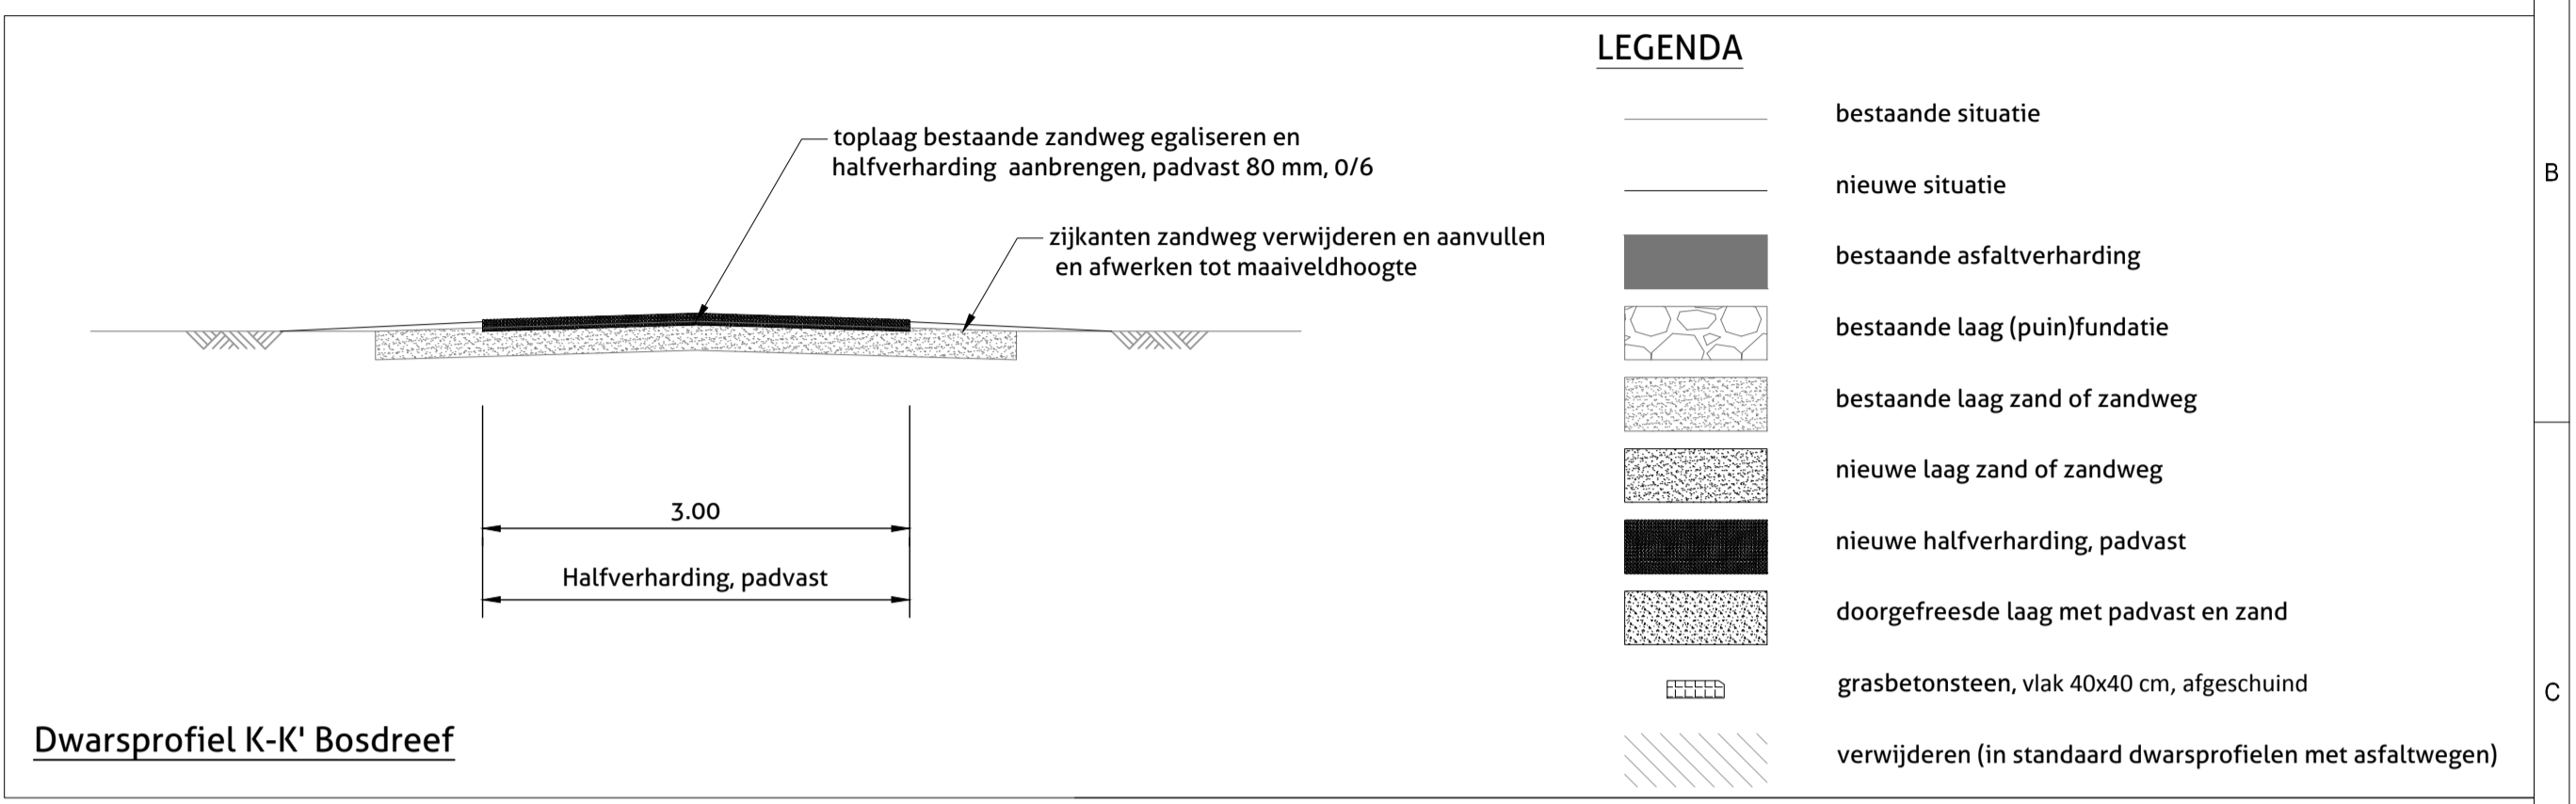 toplaag bestaande zandweg egaliseren en
halfverharding aanbrengen, padvast 80 mm, 0/6
zijkanten zandweg verwijderen en aanvullen
en afwerken tot maaiveldhoogte
3.00
Halfverharding, padvast
Dwarsprofiel K-K' Bosdreef
LEGENDA
bestaande situatie
nieuwe situatie
bestaande asfaltverharding
bestaande laag (puin)fundatie
bestaande laag zand of zandweg
nieuwe laag zand of zandweg
nieuwe halfverharding, padvast
doorgefreesde laag met padvast en zand
grasbetonsteen, vlak 40x40 cm, afgeschuind
verwijderen (in standaard dwarsprofielen met asfaltwegen)
B
C